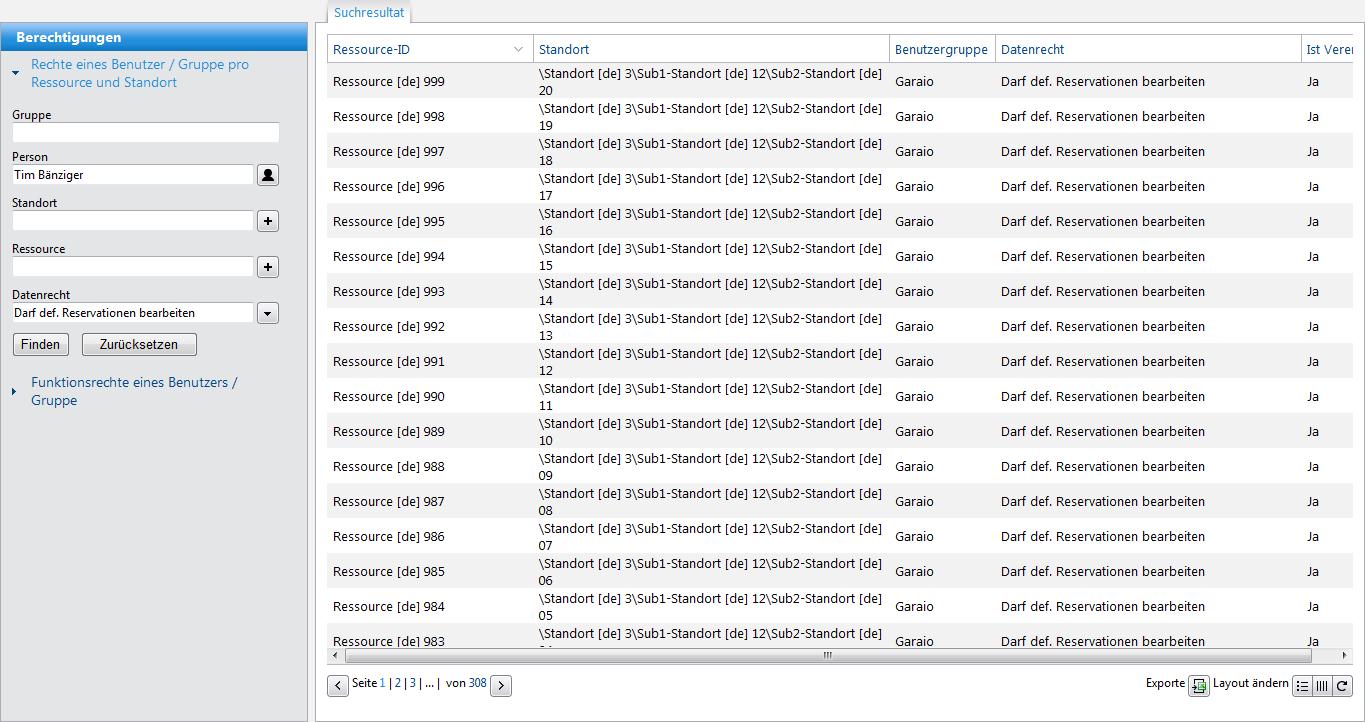 Berechtigungen
Rechte eines Benutzer / Gruppe pro
Ressource und Standort
Gruppe
Person
Tim Bänziger
Standort
Ressource
Datenrecht
Darf def. Reservationen bearbeiten
Finden Zurücksetzen
Funktionsrechte eines Benutzers /
Gruppe
Suchresultat
Ressource-ID Standort Benutzergruppe Datenrecht Ist Verer
Ressource [de] 999 \Standort [de] 3\Sub1-Standort [de] 12\Sub2-Standort [de] Garaio Darf def. Reservationen bearbeiten Ja
20
Ressource [de] 998 \Standort [de] 3\Sub1-Standort [de] 12\Sub2-Standort [de] Garaio Darf def. Reservationen bearbeiten Ja
19
Ressource [de] 997 \Standort [de] 3\Sub1-Standort [de] 12\Sub2-Standort [de] Garaio Darf def. Reservationen bearbeiten Ja
18
Ressource [de] 996 \Standort [de] 3\Sub1-Standort [de] 12\Sub2-Standort [de] Garaio Darf def. Reservationen bearbeiten Ja
17
Ressource [de] 995 \Standort [de] 3\Sub1-Standort [de] 12\Sub2-Standort [de] Garaio Darf def. Reservationen bearbeiten Ja
16
Ressource [de] 994 \Standort [de] 3\Sub1-Standort [de] 12\Sub2-Standort [de] Garaio Darf def. Reservationen bearbeiten Ja
15
Ressource [de] 993 \Standort [de] 3\Sub1-Standort [de] 12\Sub2-Standort [de] Garaio Darf def. Reservationen bearbeiten Ja
14
Ressource [de] 992 \Standort [de] 3\Sub1-Standort [de] 12\Sub2-Standort [de] Garaio Darf def. Reservationen bearbeiten Ja
13
Ressource [de] 991 \Standort [de] 3\Sub1-Standort [de] 12\Sub2-Standort [de] Garaio Darf def. Reservationen bearbeiten Ja
12
Ressource [de] 990 \Standort [de] 3\Sub1-Standort [de] 12\Sub2-Standort [de] Garaio Darf def. Reservationen bearbeiten Ja
11
Ressource [de] 989 \Standort [de] 3\Sub1-Standort [de] 12\Sub2-Standort [de] Garaio Darf def. Reservationen bearbeiten Ja
10
Ressource [de] 988 \Standort [de] 3\Sub1-Standort [de] 12\Sub2-Standort [de] Garaio Darf def. Reservationen bearbeiten Ja
09
Ressource [de] 987 \Standort [de] 3\Sub1-Standort [de] 12\Sub2-Standort [de] Garaio Darf def. Reservationen bearbeiten Ja
08
Ressource [de] 986 \Standort [de] 3\Sub1-Standort [de] 12\Sub2-Standort [de] Garaio Darf def. Reservationen bearbeiten Ja
07
Ressource [de] 985 \Standort [de] 3\Sub1-Standort [de] 12\Sub2-Standort [de] Garaio Darf def. Reservationen bearbeiten Ja
06
Ressource [de] 984 \Standort [de] 3\Sub1-Standort [de] 12\Sub2-Standort [de] Garaio Darf def. Reservationen bearbeiten Ja
05
Ressource [de] 983 \Standort [de] 3\Sub1-Standort [de] 12\Sub2-Standort [de] Garaio Darf def. Reservationen bearbeiten Ja
Seite 1 | 2 | 3 | ... | von 308 Exporte Layout ändern